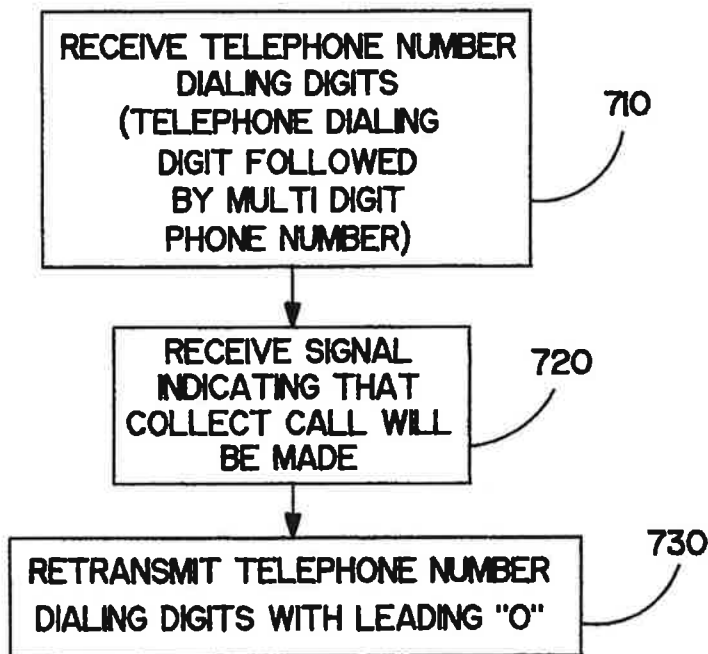 RECEIVE TELEPHONE NUMBER
DIALING DIGITS
(TELEPHONE DIALING
DIGIT FOLLOWED
BY MULTI DIGIT
PHONE NUMBER)
710
RECEIVE SIGNAL
INDICATING THAT
COLLECT CALL WILL
BE MADE
720
RETRANSMIT TELEPHONE NUMBER
DIALING DIGITS WITH LEADING "0"
730